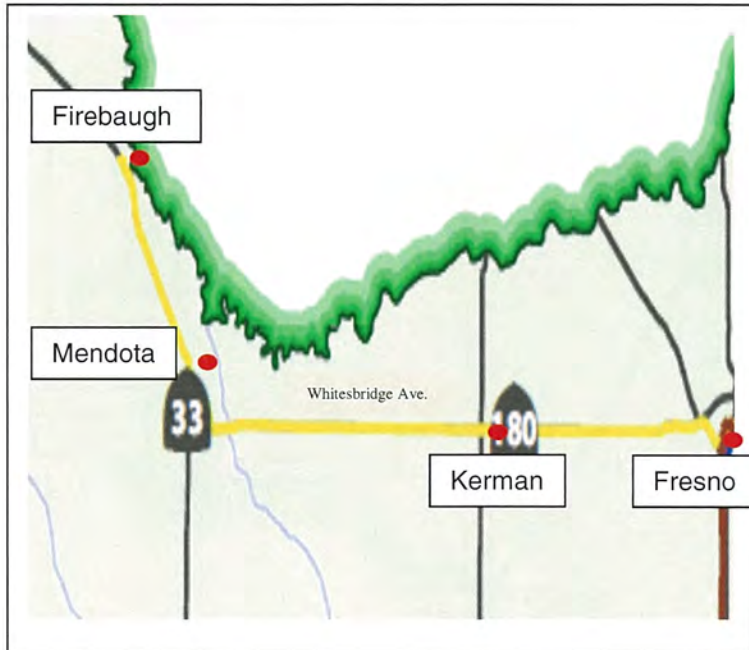 Firebaugh
Mendota
Whitesbridge Ave.
33
180
Kerman
Fresno